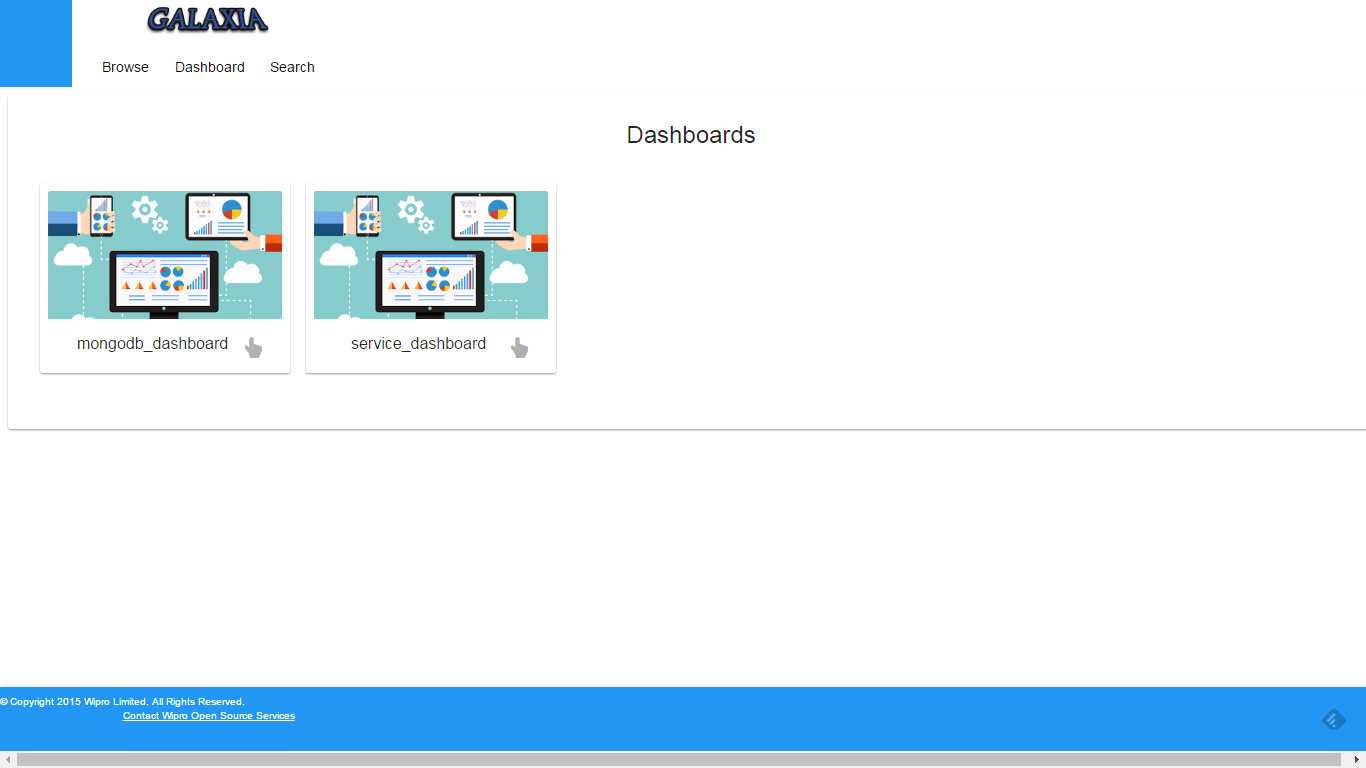 GALAXIA
Browse Dashboard Search
Dashboards
mongodb_dashboard
service_dashboard
© Copyright 2015 Wipro Limited. All Rights Reserved.
Contact Wipro Open Source Services